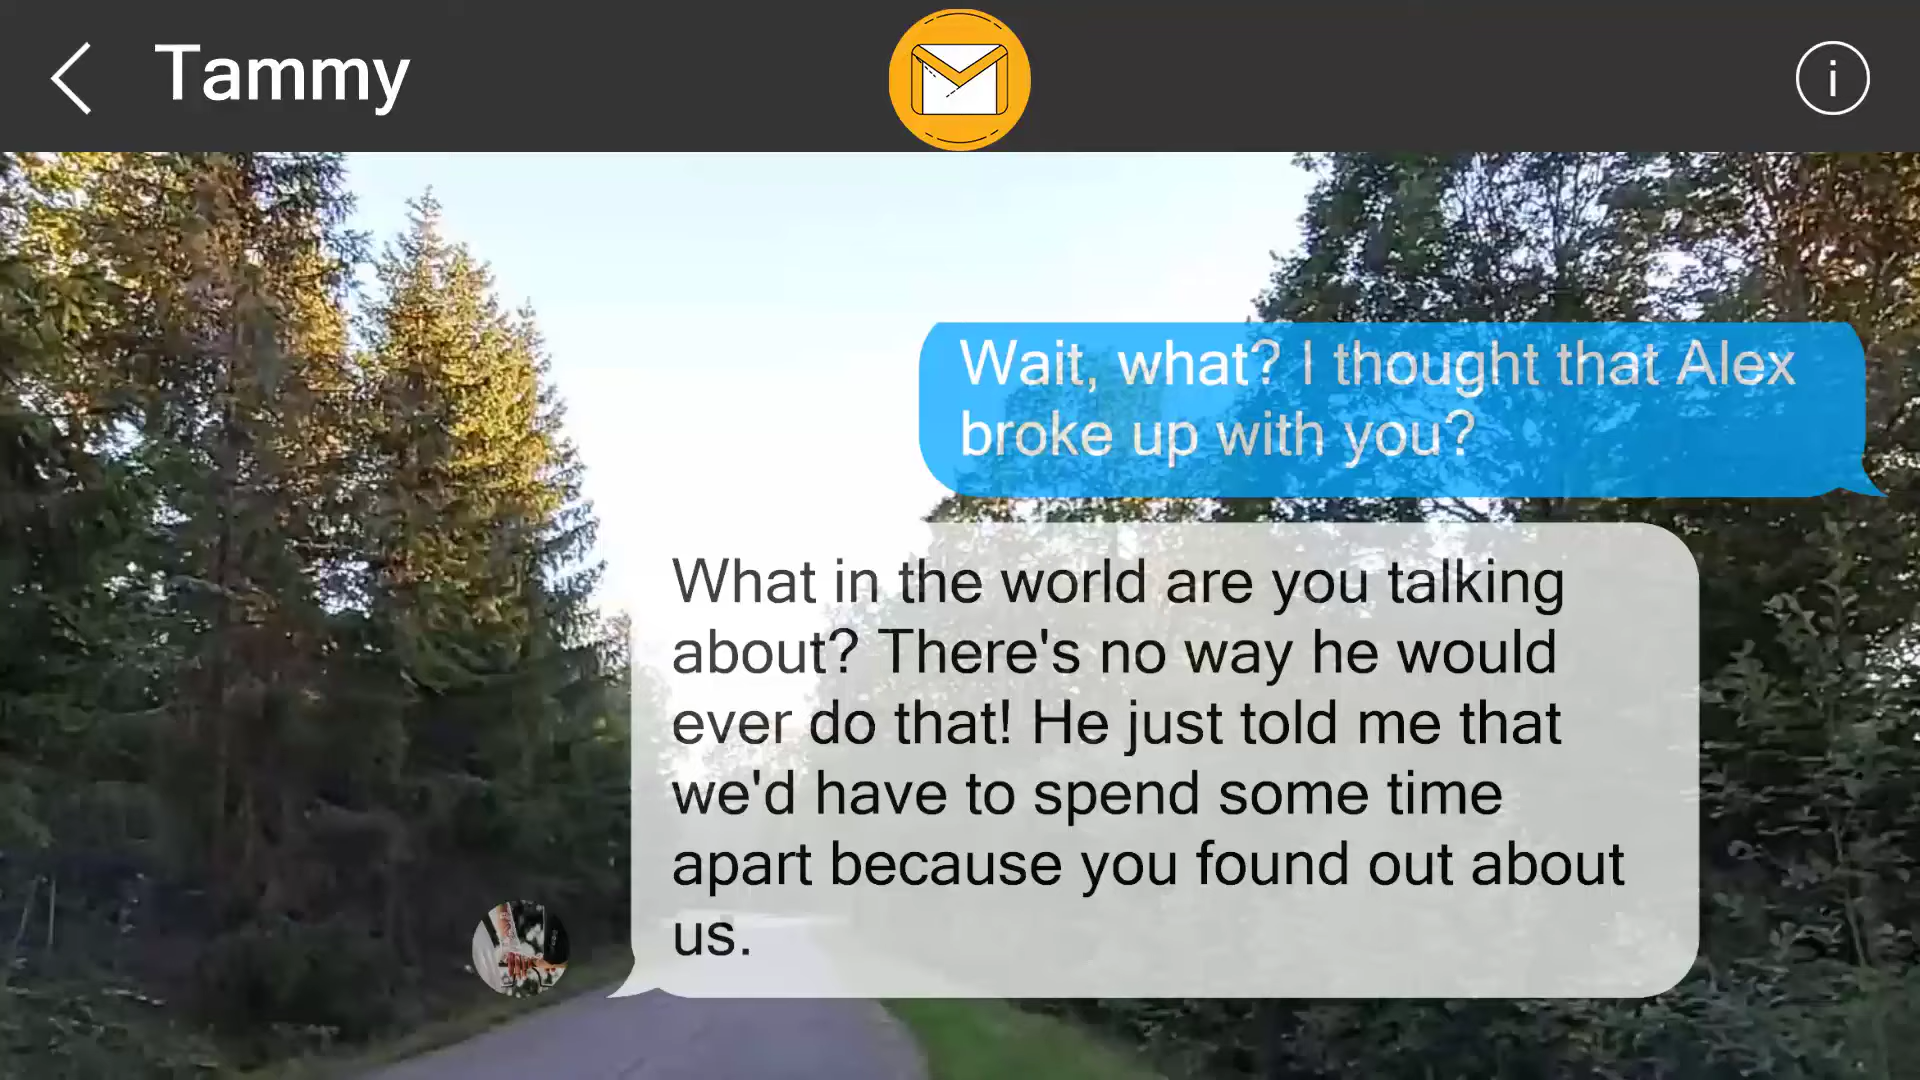 Tammy
Wait, what? I thought that Alex
broke up with you?
What in the world are you talking
about? There's no way he would
ever do that! He just told me that
we'd have to spend some time
apart because you found out about
us.